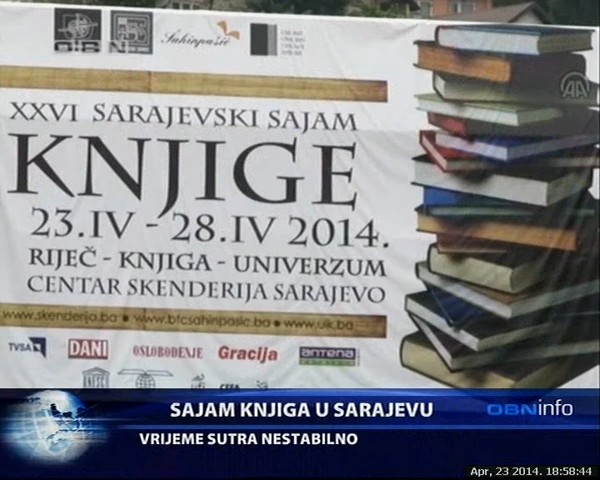 OBN
Šahinpašić
AA
XXVI SARAJEVSKI SAJAM
KNJIGE
23.IV - 28.IV 2014.
RIJEČ - KNJIGA - UNIVERZUM
CENTAR SKENDERIJA SARAJEVO
www.skenderija.ba • www.btcsahinpasic.ba • www.uik.ba
TVSA DANI OSLOBOĐENJE Gracija antena
SAJAM KNJIGA U SARAJEVU
OBNinfo
VRIJEME SUTRA NESTABILNO
Apr, 23 2014. 18:58:44